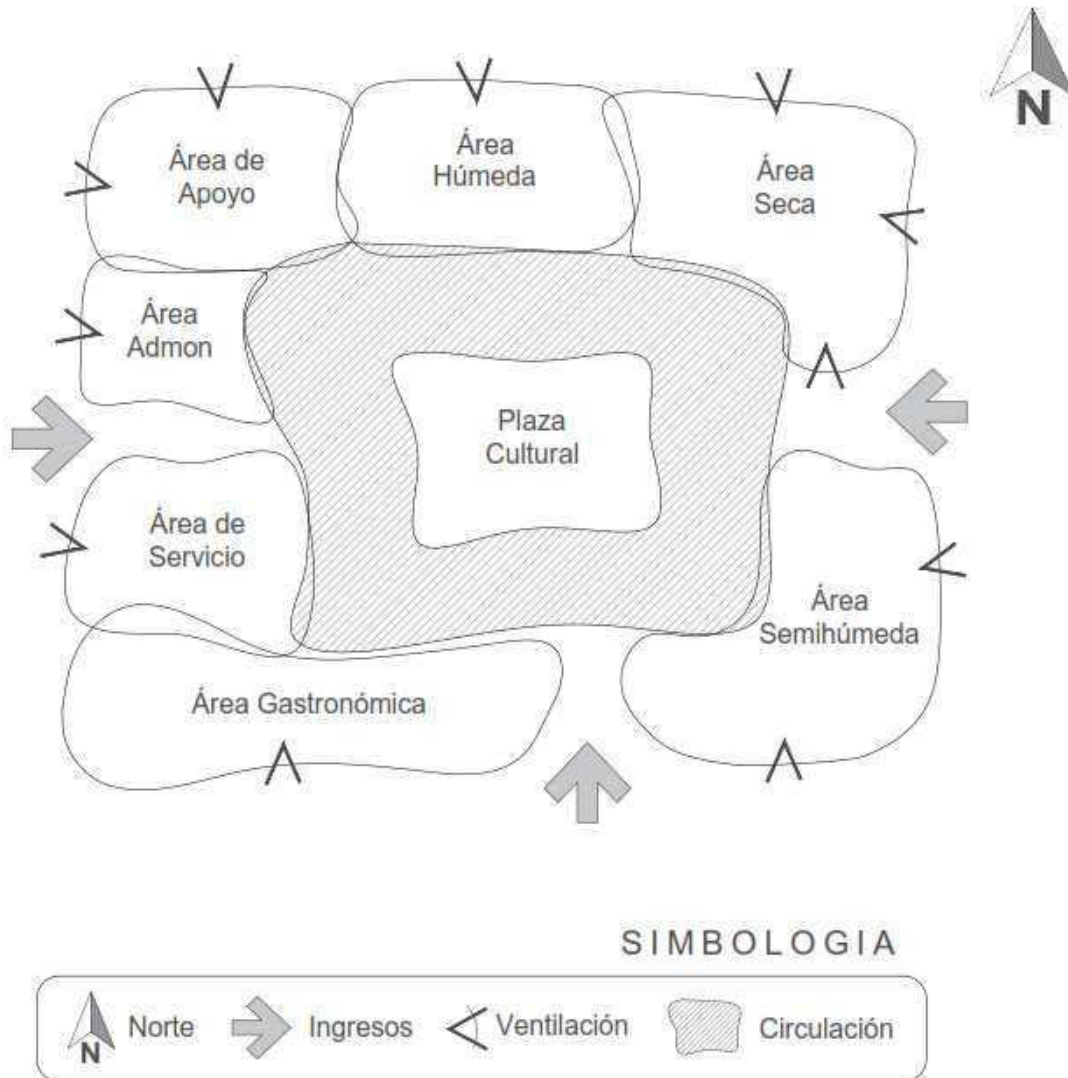 N
Área de
Apoyo
Área
Húmeda
Área
Seca
Área
Admon
Plaza
Cultural
Área de
Servicio
Área
Semihúmeda
Área Gastronómica
SIMBOLOGIA
N
Norte
Ingresos
Ventilación
Circulación